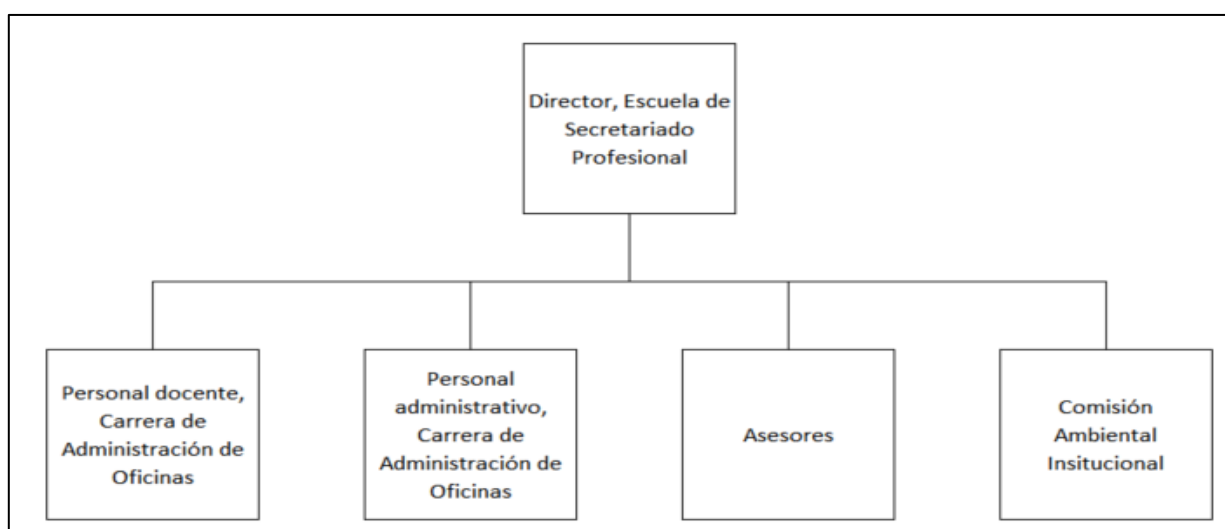 Director, Escuela de
Secretariado
Profesional
Personal docente,
Carrera de
Administración de
Oficinas
Personal
administrativo,
Carrera de
Administración de
Oficinas
Asesores
Comisión
Ambiental
Insitucional